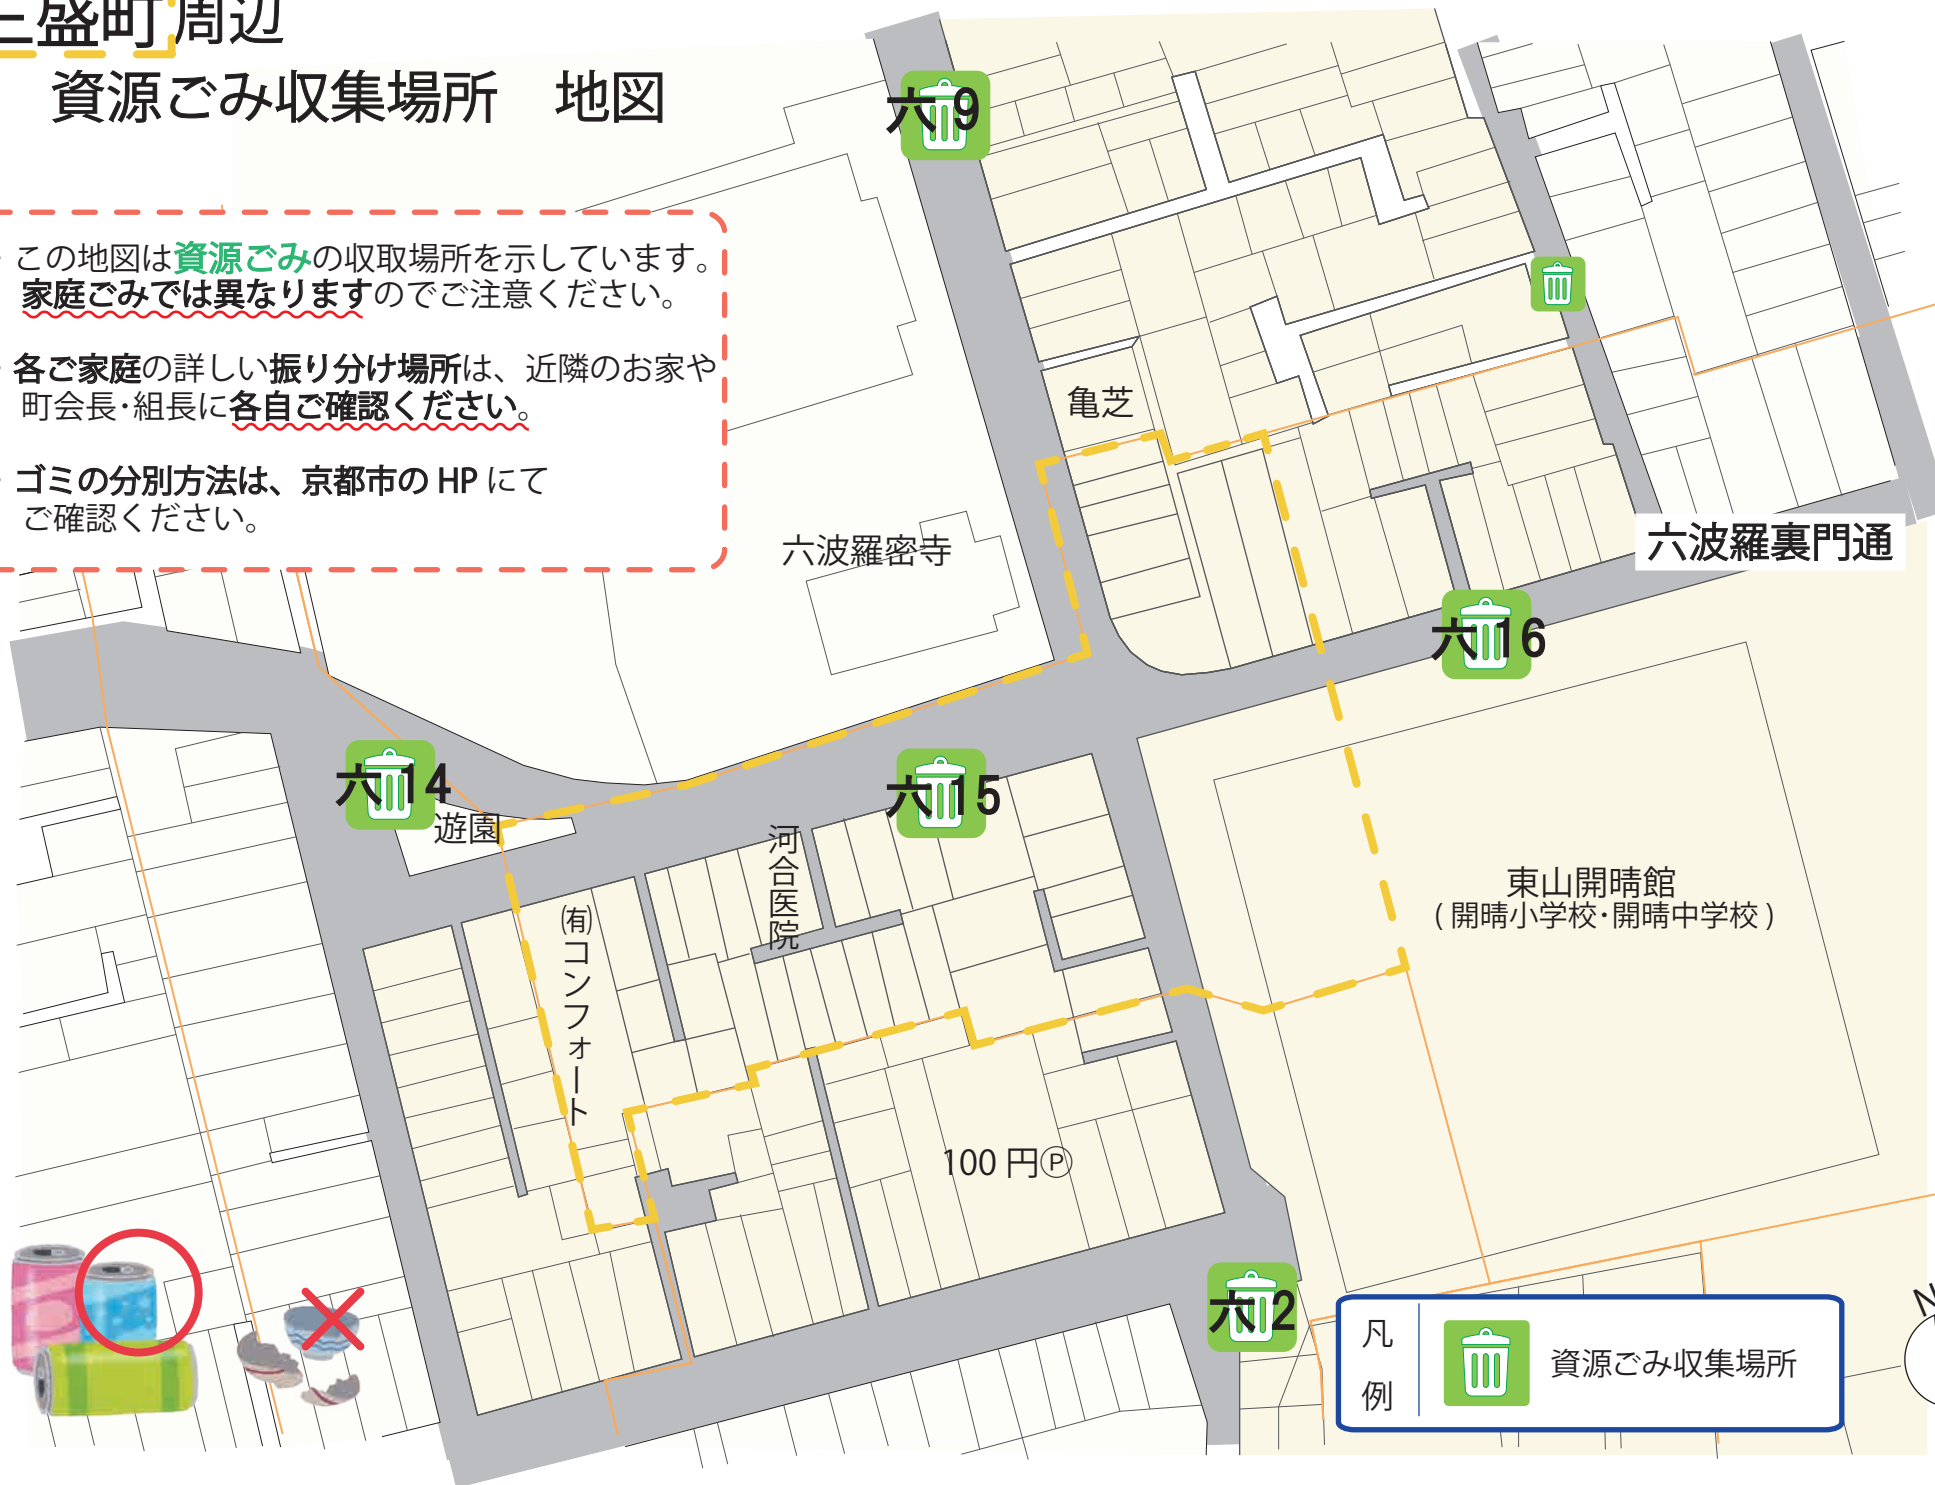 三盛町周辺
資源ごみ収集場所　地図
この地図は資源ごみの収取場所を示しています。
家庭ごみでは異なりますのでご注意ください。
各ご家庭の詳しい振り分け場所は、近隣のお家や
町会長・組長に各自ご確認ください。
ゴミの分別方法は、京都市の HP にて
ご確認ください。
六 9
亀芝
六波羅密寺
六波羅裏門通
六 16
六 14
遊園
六 15
河合医院
㈲コンフォート
東山開晴館
( 開晴小学校・開晴中学校 )
100 円Ⓟ
六 2
凡例
資源ごみ収集場所
N